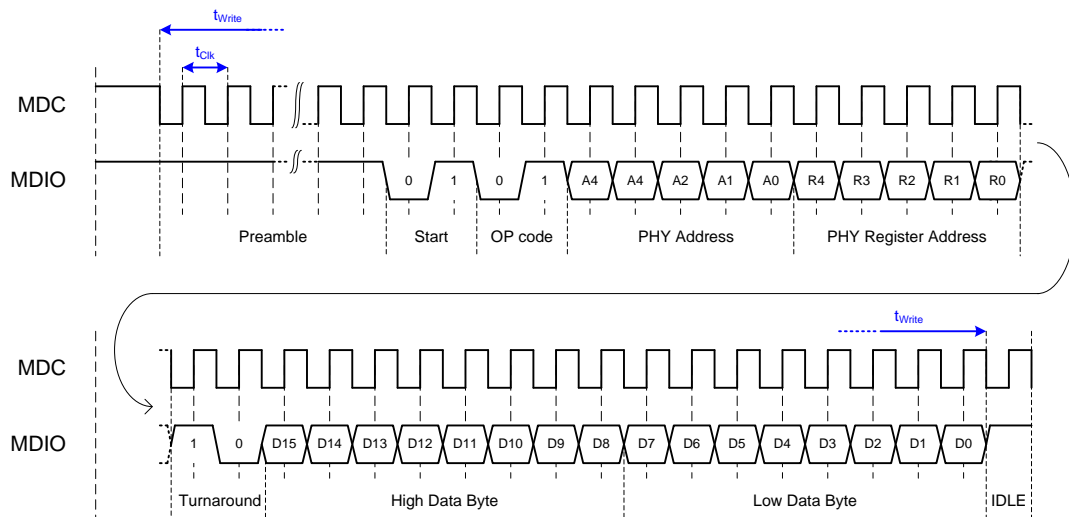 tWrite
tClk
MDC
MDIO
0 1 0 1 A4 A4 A2 A1 A0 R4 R3 R2 R1 R0
Preamble Start OP code PHY Address PHY Register Address
tWrite
MDC
MDIO
1 0 D15 D14 D13 D12 D11 D10 D9 D8 D7 D6 D5 D4 D3 D2 D1 D0
Turnaround High Data Byte Low Data Byte IDLE